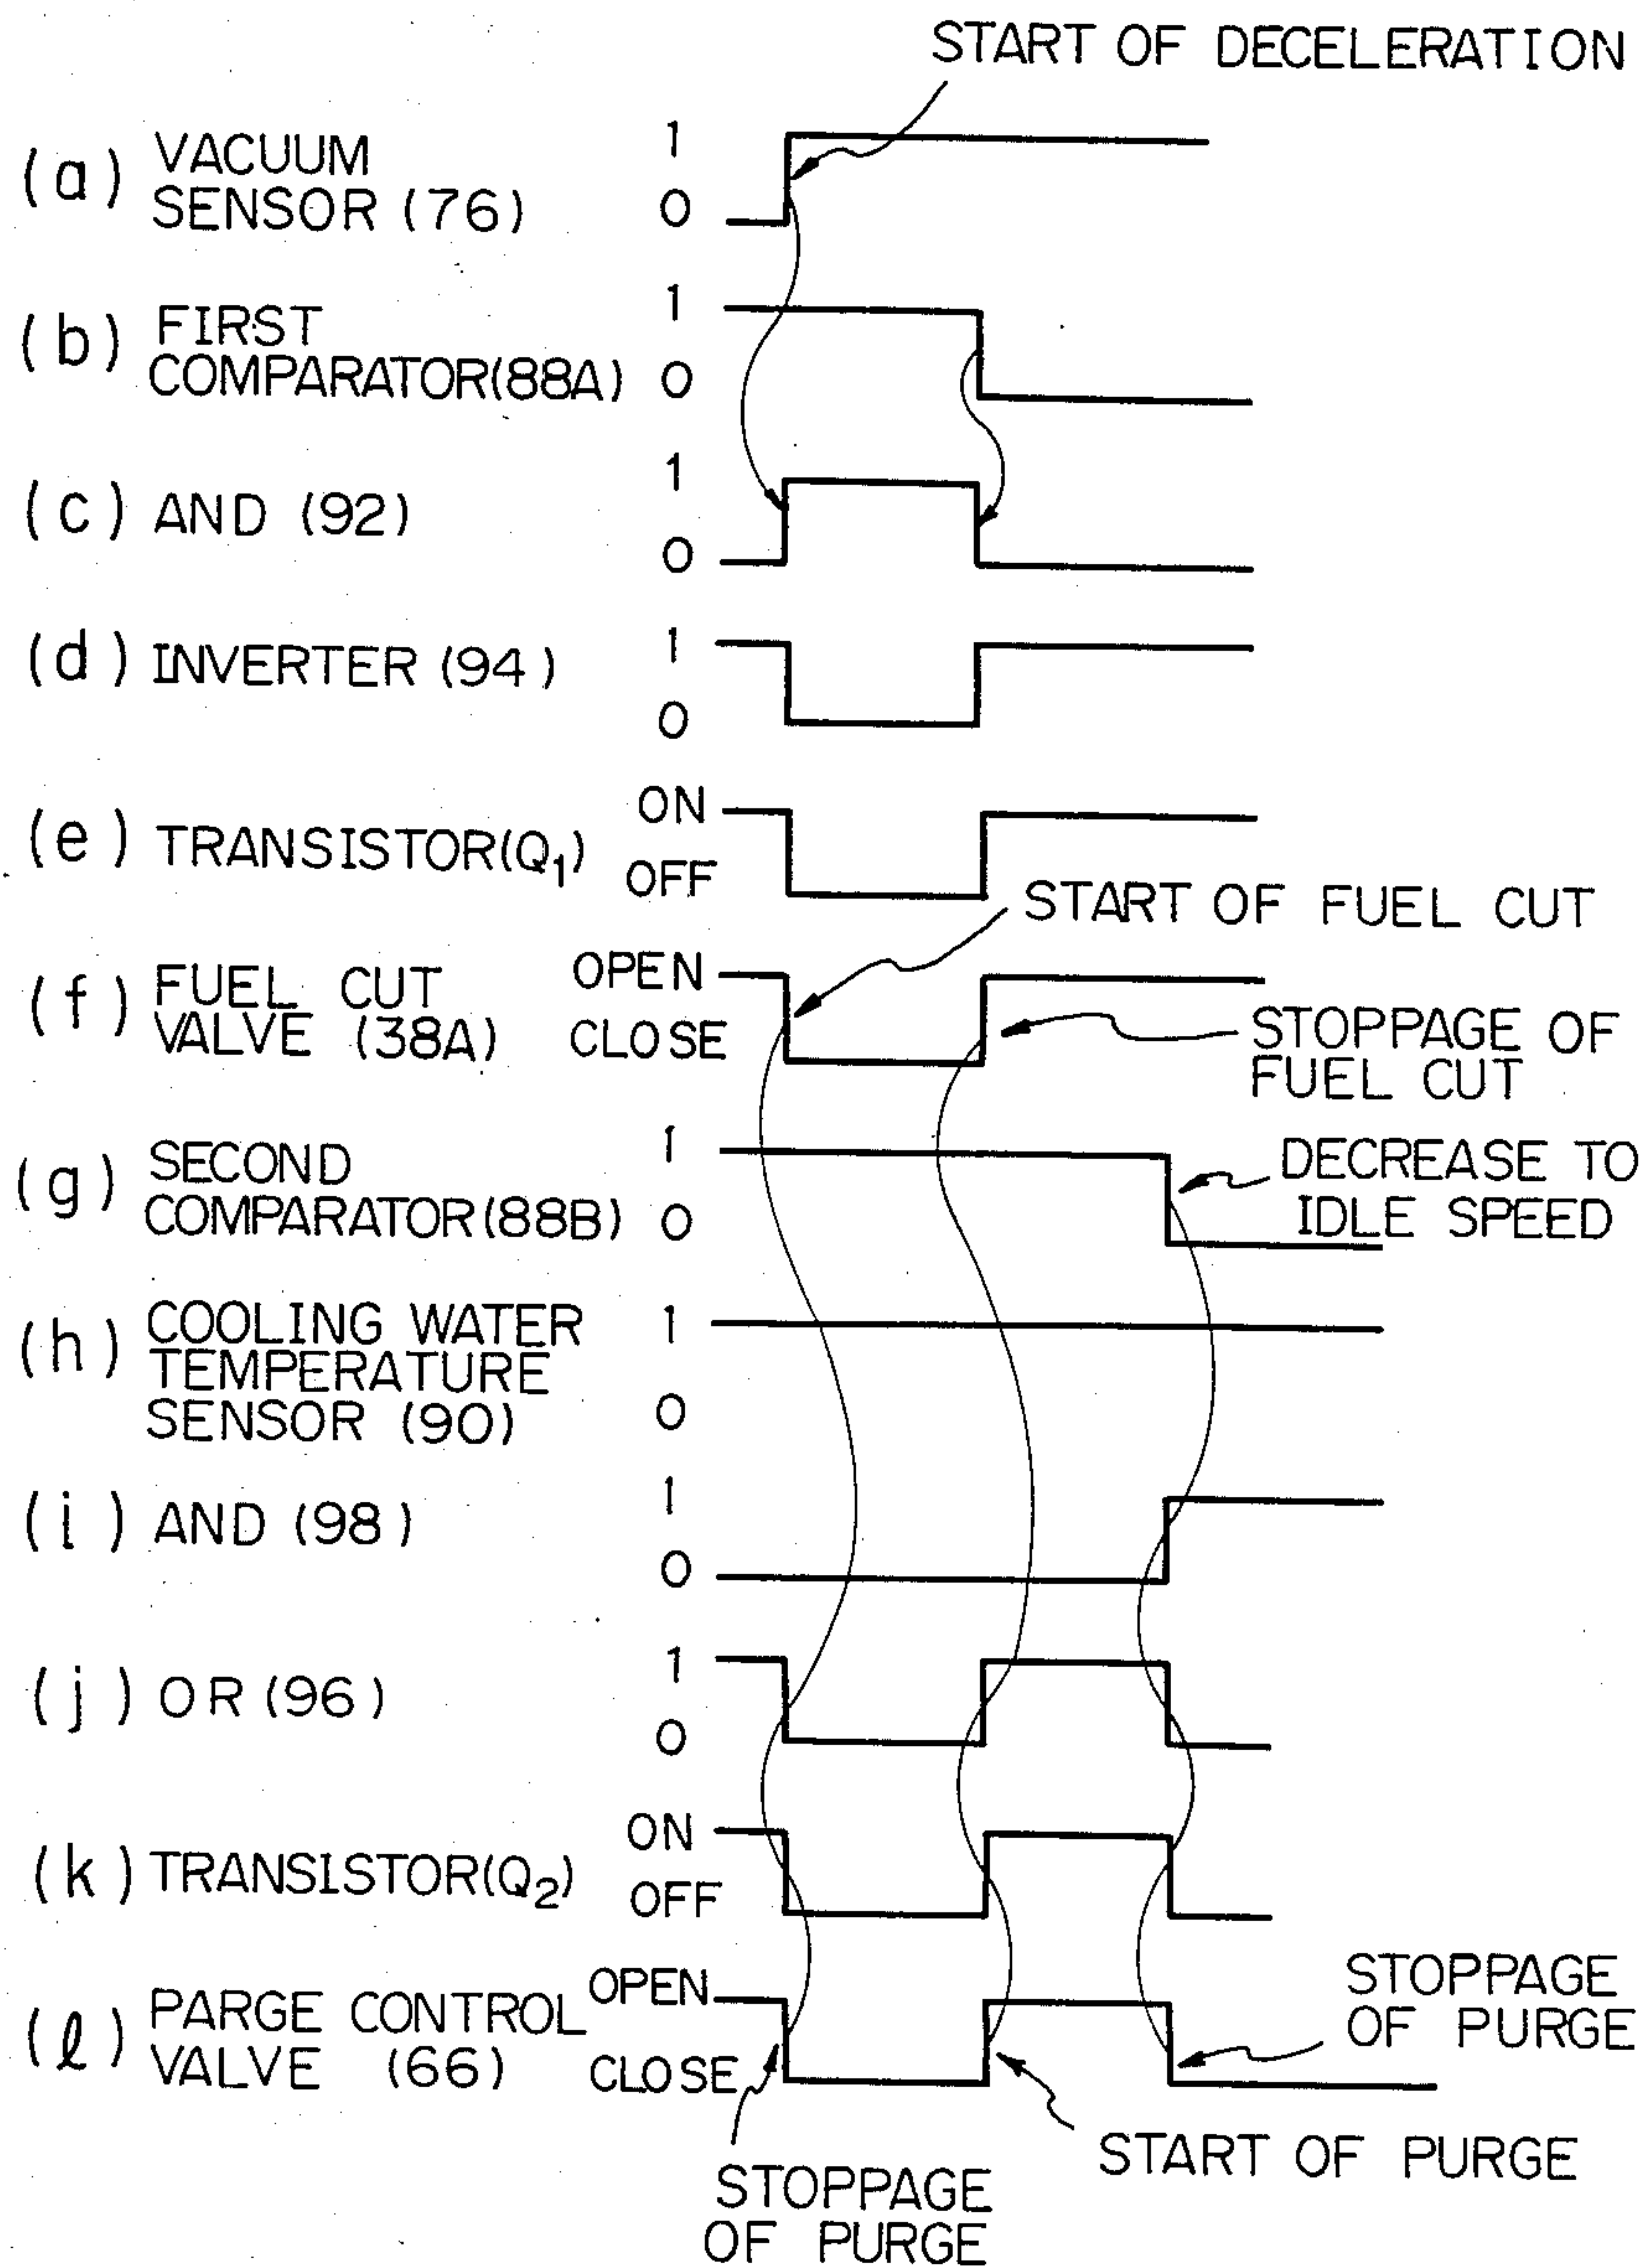 START OF DECELERATION
(a) VACUUM
SENSOR (76)
1
0
(b) FIRST
COMPARATOR(88A)
1
0
(c) AND (92)
1
0
(d) INVERTER (94)
1
0
(e) TRANSISTOR(Q1)
ON
OFF
START OF FUEL CUT
(f) FUEL CUT
VALVE (38A)
OPEN
CLOSE
STOPPAGE OF
FUEL CUT
(g) SECOND
COMPARATOR(88B)
1
0
DECREASE TO
IDLE SPEED
(h) COOLING WATER
TEMPERATURE
SENSOR (90)
1
0
(i) AND (98)
1
0
(j) OR (96)
1
0
(k) TRANSISTOR(Q2)
ON
OFF
(l) PARGE CONTROL
VALVE (66)
OPEN
CLOSE
STOPPAGE
OF PURGE
START OF PURGE
STOPPAGE
OF PURGE